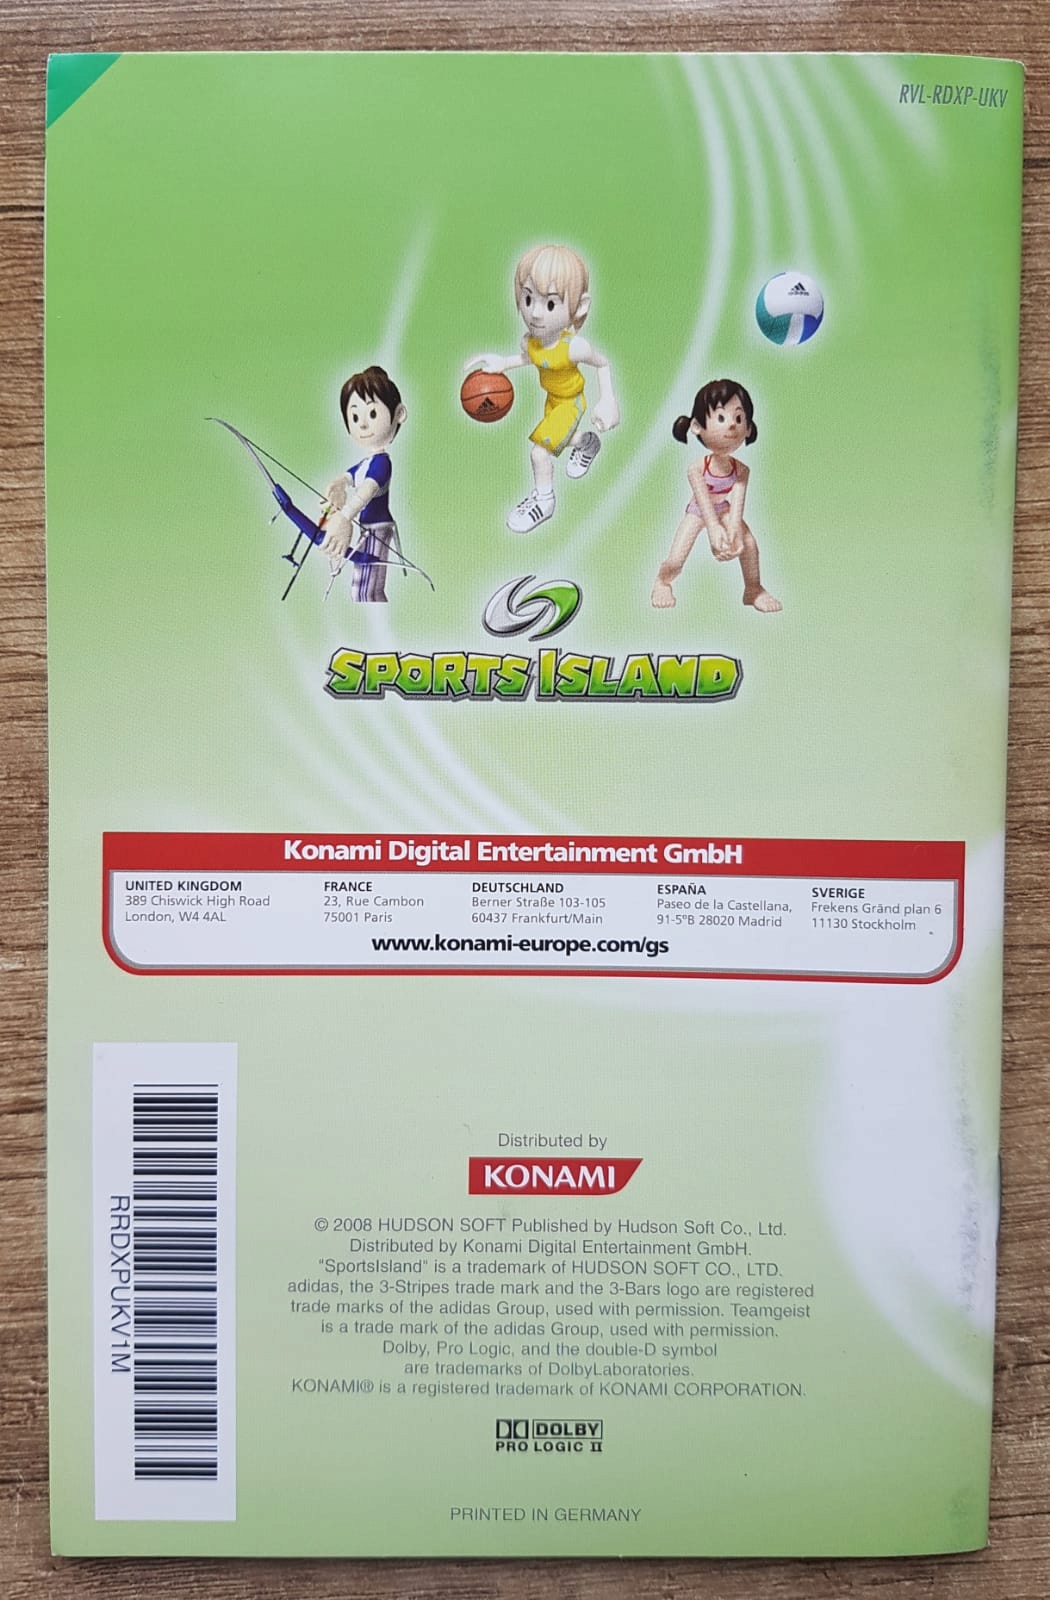 RVL-RDXP-UKV
adidas
adidas
SPORTS ISLAND
Konami Digital Entertainment GmbH
UNITED KINGDOM
389 Chiswick High Road
London, W4 4AL
FRANCE
23, Rue Cambon
75001 Paris
DEUTSCHLAND
Berner Straße 103-105
60437 Frankfurt/Main
ESPAÑA
Paseo de la Castellana,
91-5ºB 28020 Madrid
SVERIGE
Frekens Gränd plan 6
11130 Stockholm
www.konami-europe.com/gs
RRDXPUKV1M
Distributed by
KONAMI
© 2008 HUDSON SOFT Published by Hudson Soft Co., Ltd.
Distributed by Konami Digital Entertainment GmbH.
"SportsIsland" is a trademark of HUDSON SOFT CO., LTD.
adidas, the 3-Stripes trade mark and the 3-Bars logo are registered
trade marks of the adidas Group, used with permission. Teamgeist
is a trade mark of the adidas Group, used with permission.
Dolby, Pro Logic, and the double-D symbol
are trademarks of DolbyLaboratories.
KONAMI® is a registered trademark of KONAMI CORPORATION.
DOLBY
PRO LOGIC II
PRINTED IN GERMANY